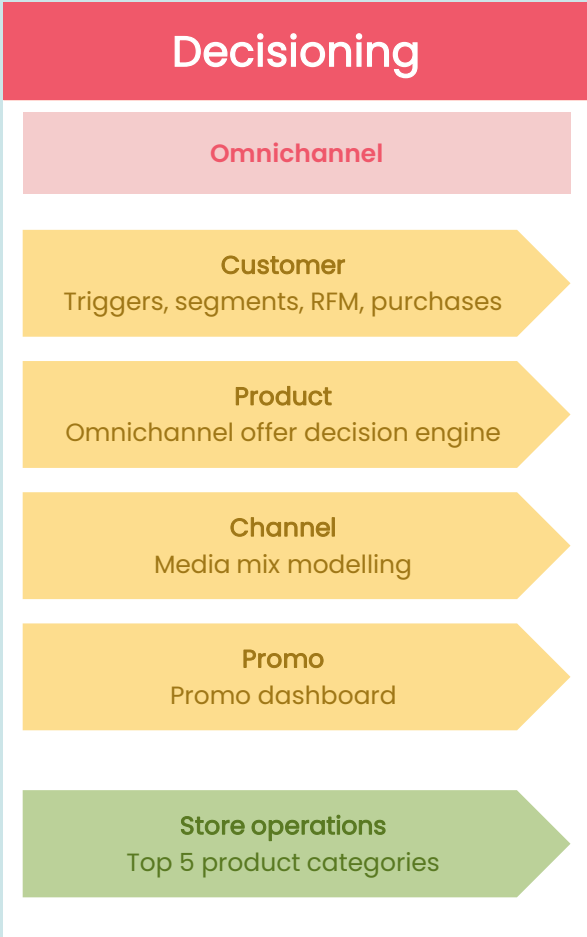 Decisioning
Omnichannel
Customer
Triggers, segments, RFM, purchases
Product
Omnichannel offer decision engine
Channel
Media mix modelling
Promo
Promo dashboard
Store operations
Top 5 product categories